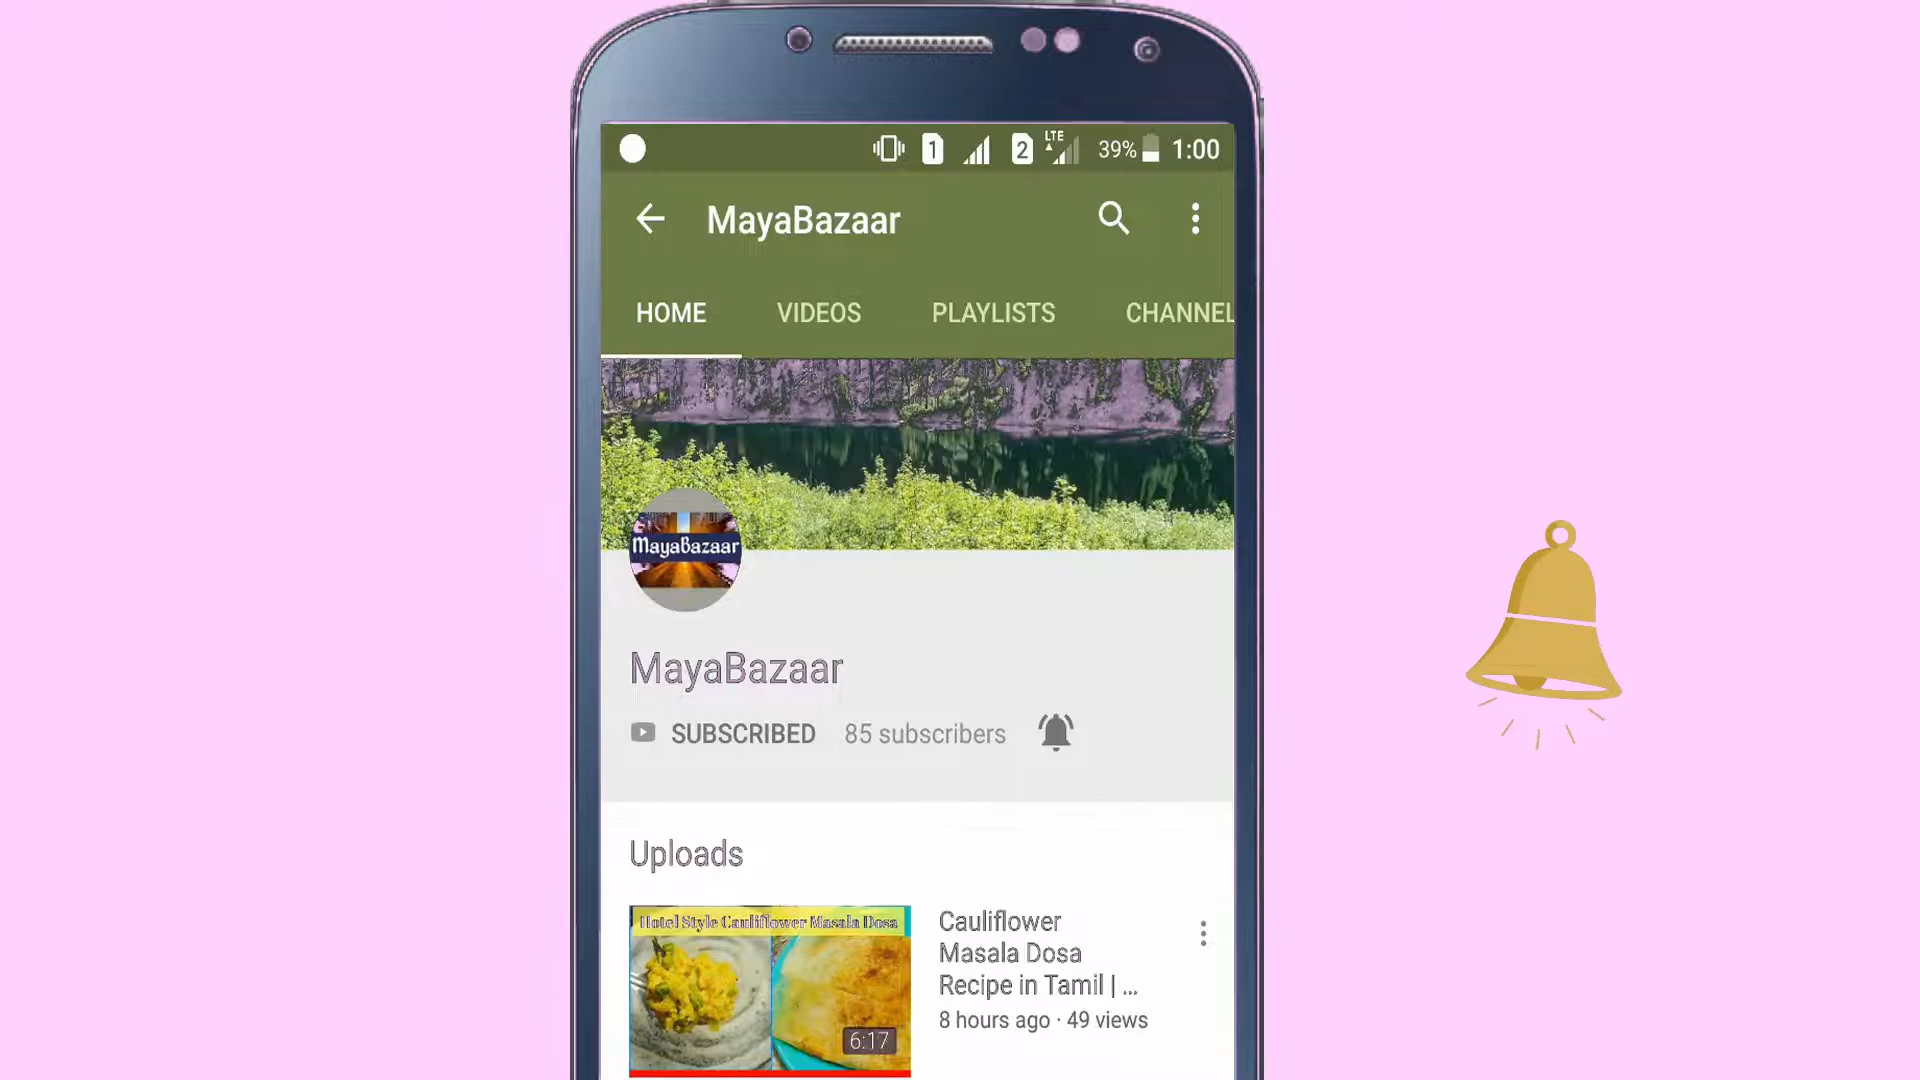 1 2 LTE 39% 1:00
MayaBazaar
HOME VIDEOS PLAYLISTS CHANNEL
MayaBazaar
MayaBazaar
SUBSCRIBED 85 subscribers
Uploads
Hotel Style Cauliflower Masala Dosa
6:17
Cauliflower
Masala Dosa
Recipe in Tamil | ...
8 hours ago · 49 views